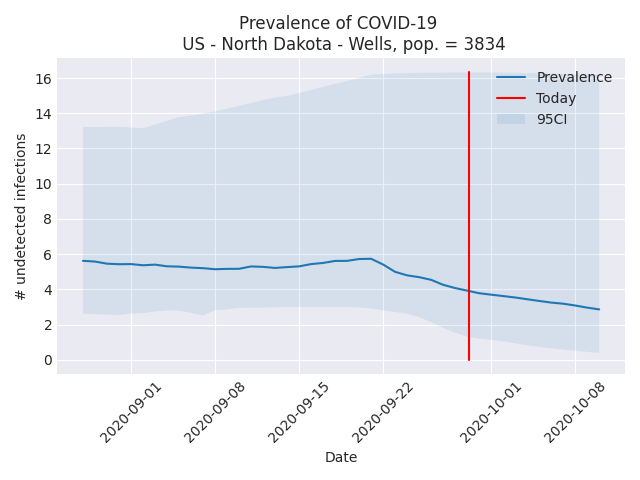 Prevalence of COVID-19
US - North Dakota - Wells, pop. = 3834
16
14
12
10
8
6
4
2
0
# undetected infections
Prevalence
Today
95CI
2020-09-01
2020-09-08
2020-09-15
2020-09-22
2020-10-01
2020-10-08
Date